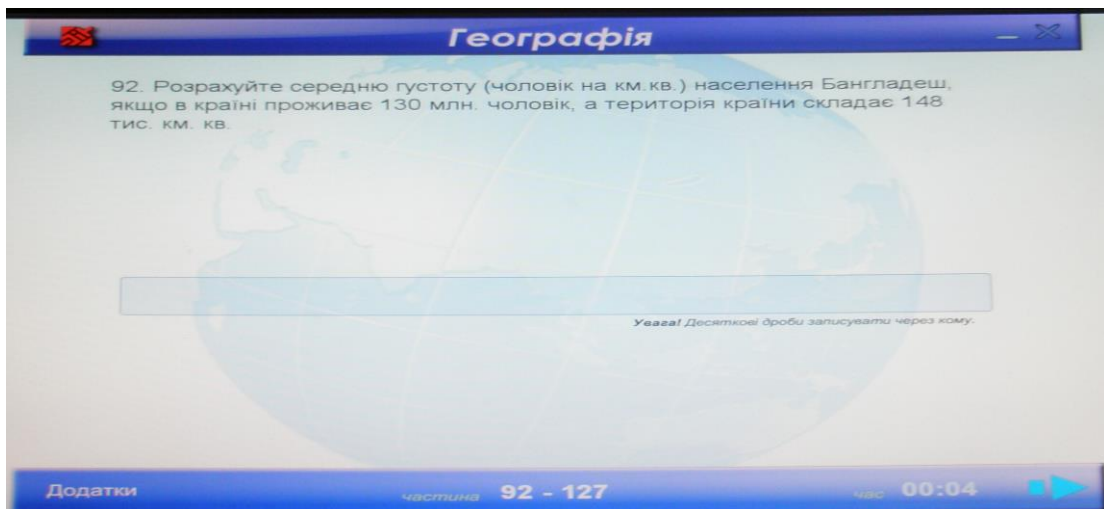 Географія
92. Розрахуйте середню густоту (чоловік на км.кв.) населення Бангладеш,
якщо в країні проживає 130 млн. чоловік, а територія країни складає 148
тис. км. кв.
Увага! Десяткові дроби записувати через кому.
Додатки
частина 92 - 127
час 00:04